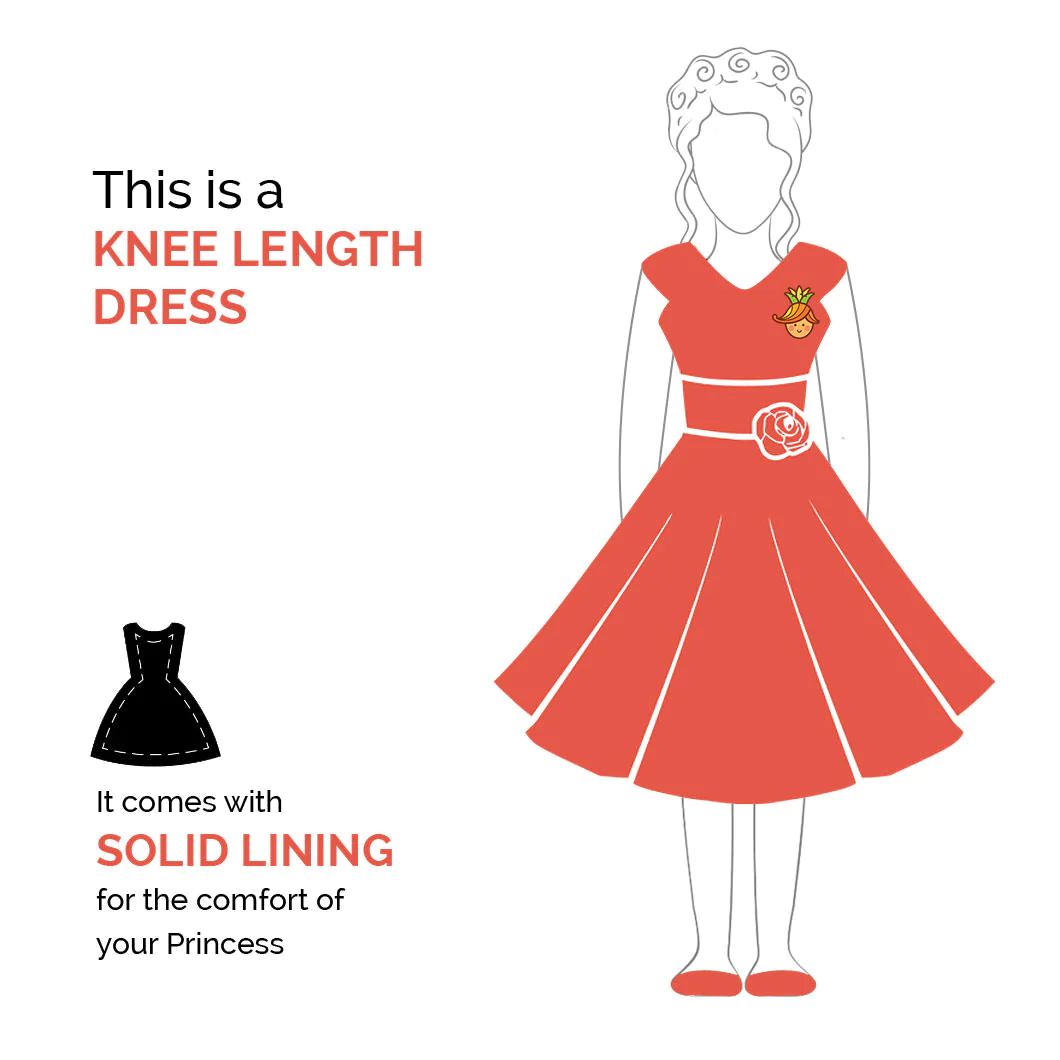 This is a
KNEE LENGTH
DRESS
It comes with
SOLID LINING
for the comfort of
your Princess